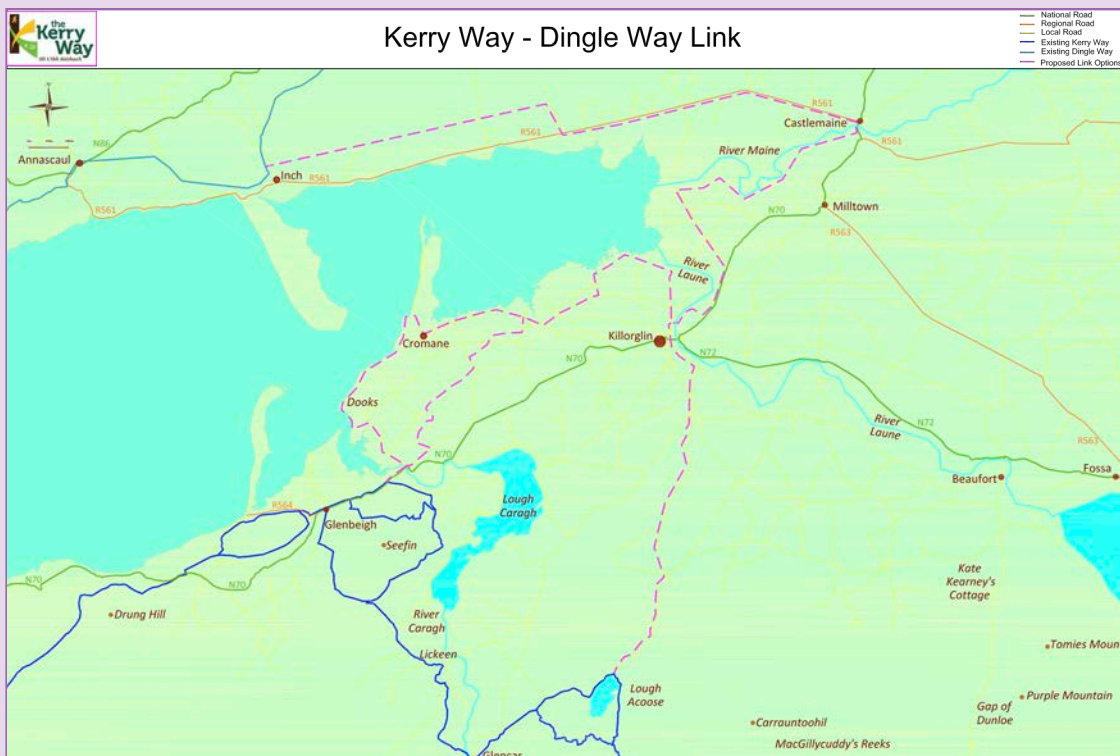 the
Kerry
Way
Kerry Way - Dingle Way Link
National Road
Regional Road
Local Road
Existing Kerry Way
Existing Dingle Way
Proposed Link Options
N86
Annascaul
R561
Inch
R561
R561
R561
Castlemaine
R561
River Maine
Milltown
N70
R563
River
Laune
Killorglin
N70
N72
Cromane
Dooks
River
Laune
N72
R563
Fossa
Beaufort
N70
Lough
Caragh
R564
Glenbeigh
Seefin
N70
N70
Drung Hill
River
Caragh
Lickeen
Kate
Kearney's
Cottage
Tomies Moun
Lough
Acoose
Purple Mountain
Gap of
Dunloe
Carrauntoohil
MacGillycuddy's Reeks
Glencar